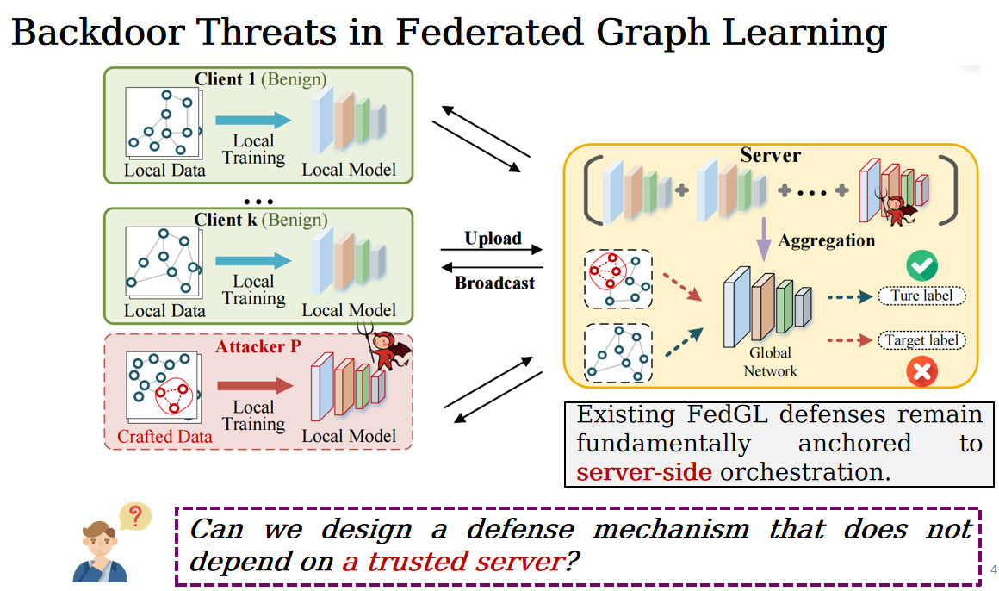 Backdoor Threats in Federated Graph Learning
Client 1 (Benign)
Local
Training
Local Data
Local Model
...
Client k (Benign)
Local
Training
Local Data
Local Model
Attacker P
Local
Training
Crafted Data
Local Model
Upload
Broadcast
Server
+ + ... +
Aggregation
Ture label
Target label
Global
Network
Existing FedGL defenses remain
fundamentally anchored to
server-side orchestration.
?
Can we design a defense mechanism that does not
depend on a trusted server?
4